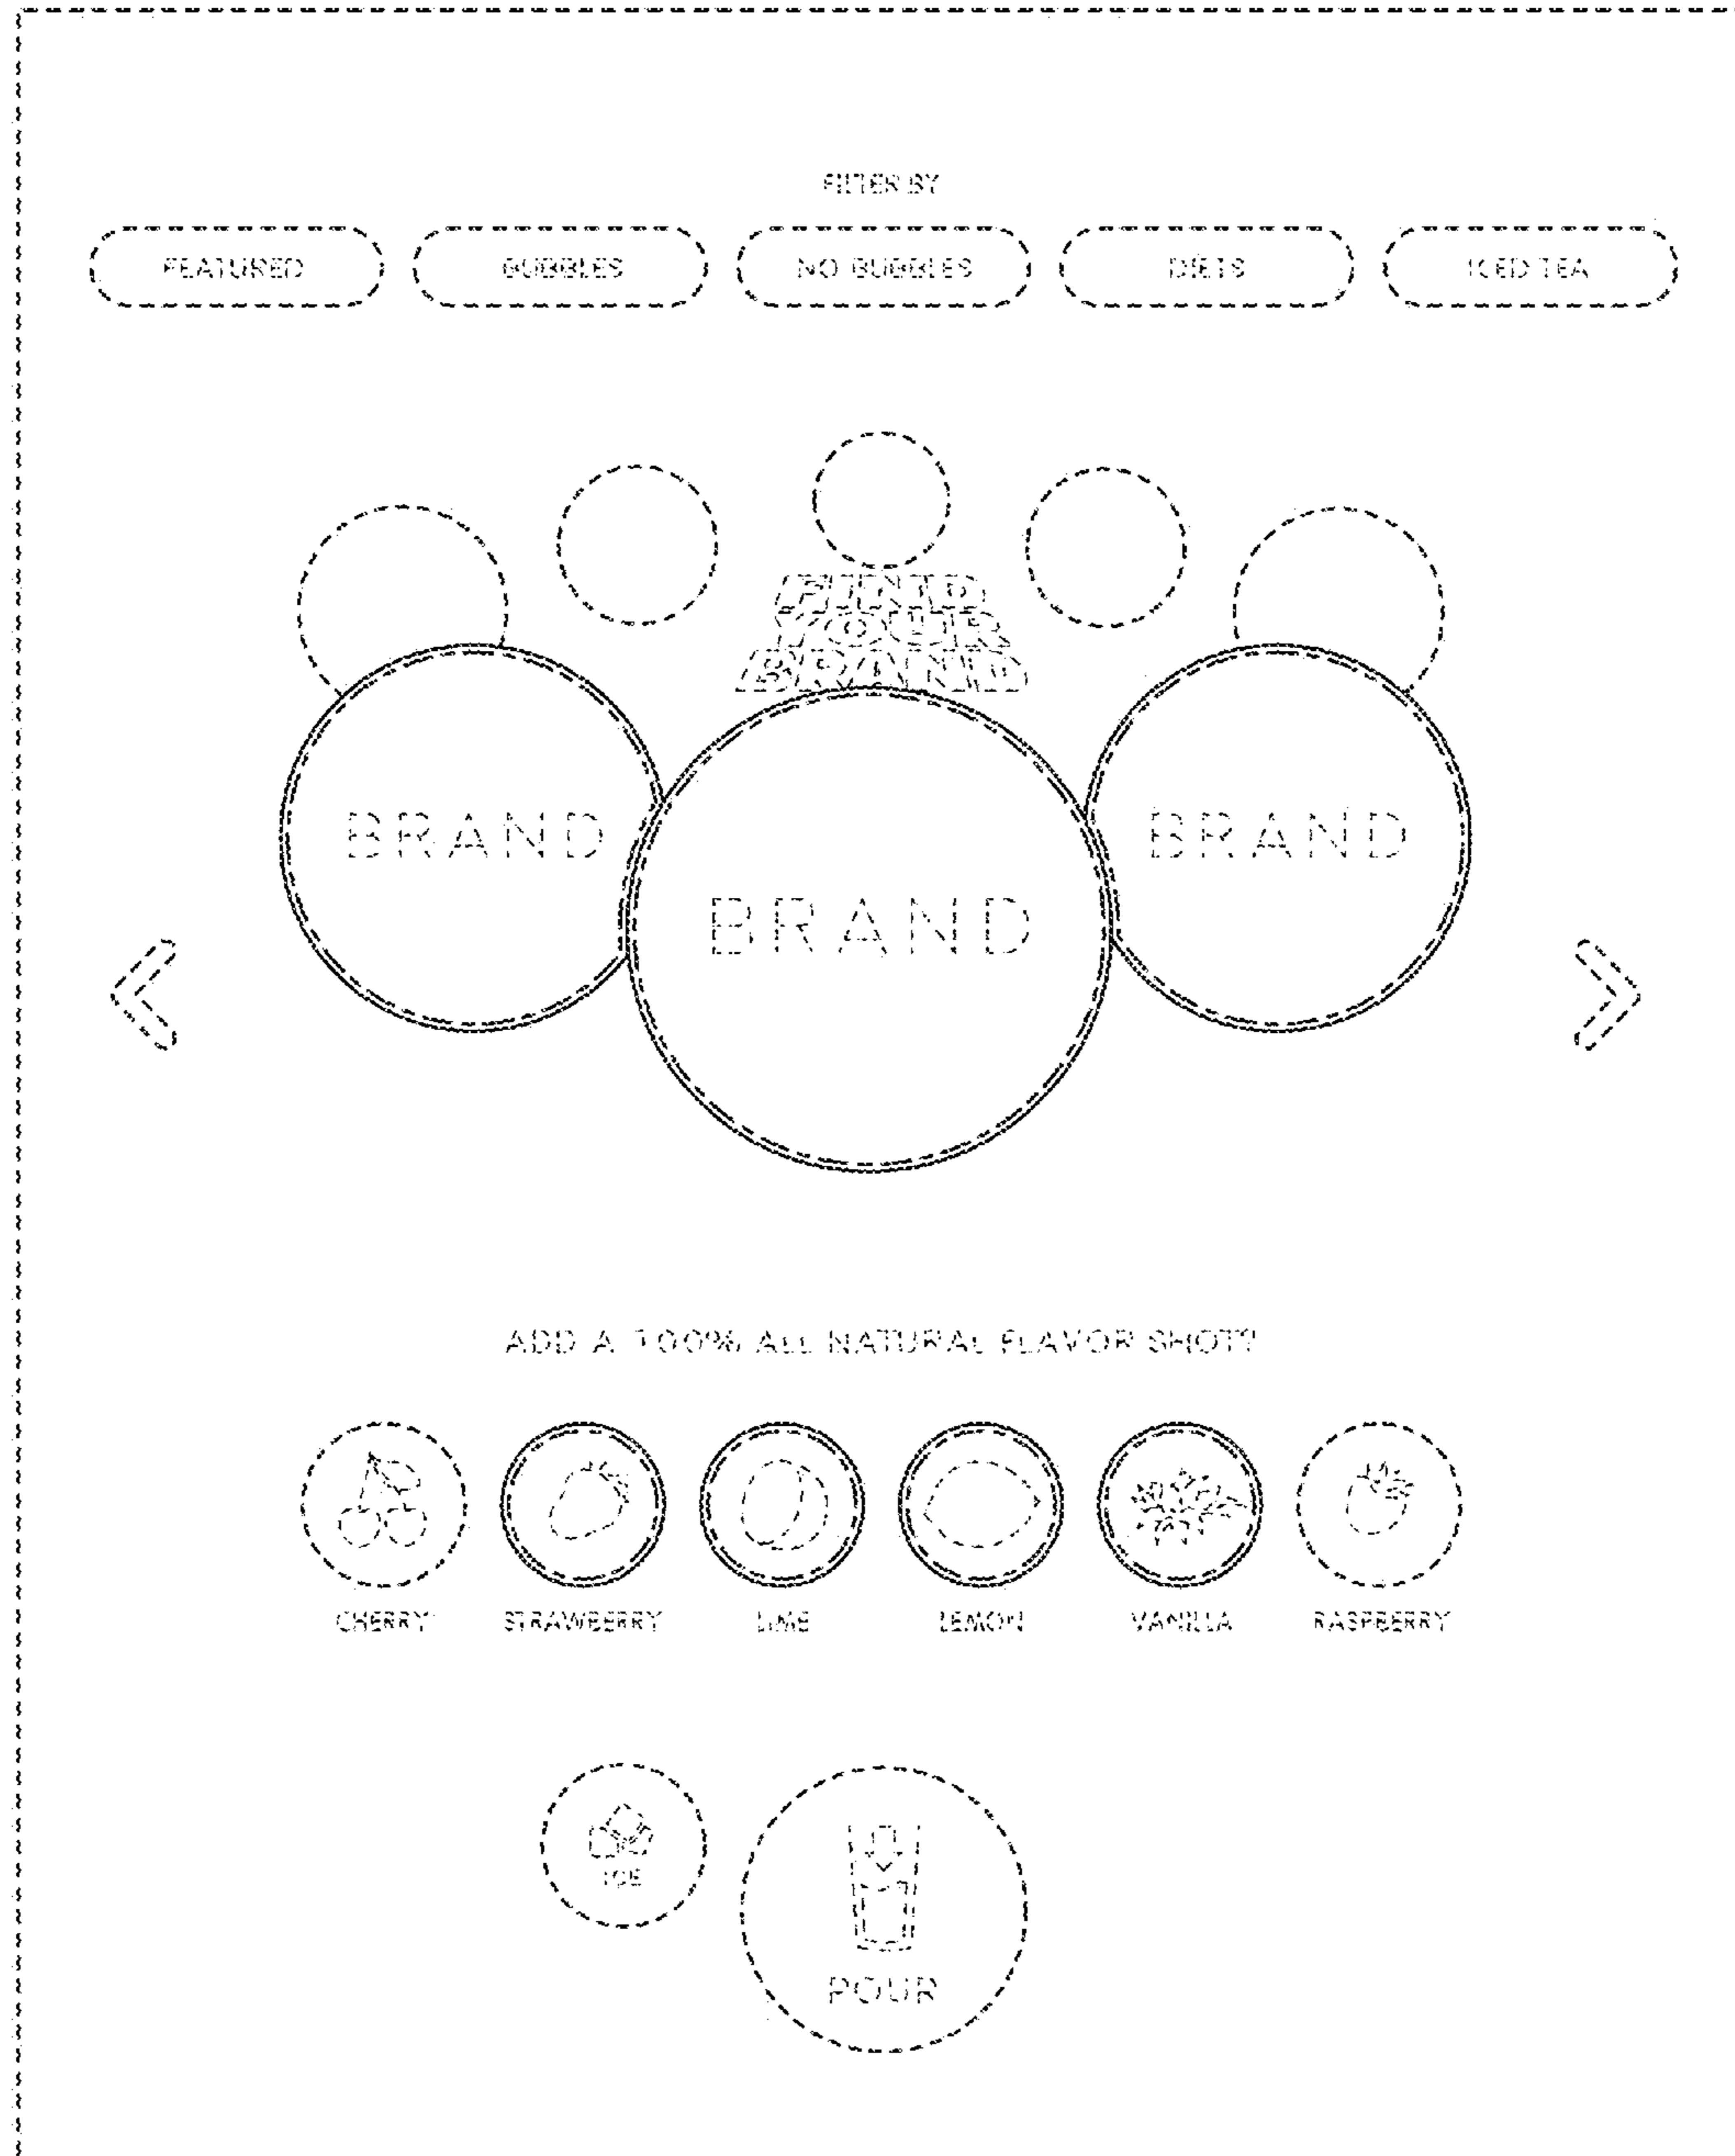 FILTER BY
FEATURED BUBBLES NO BUBBLES DIETS ICED TEA
FIND
YOUR
BRAND
BRAND BRAND
BRAND
ADD A 100% ALL NATURAL FLAVOR SHOT?
CHERRY STRAWBERRY LIME LEMON VANILLA RASPBERRY
ICE
POUR